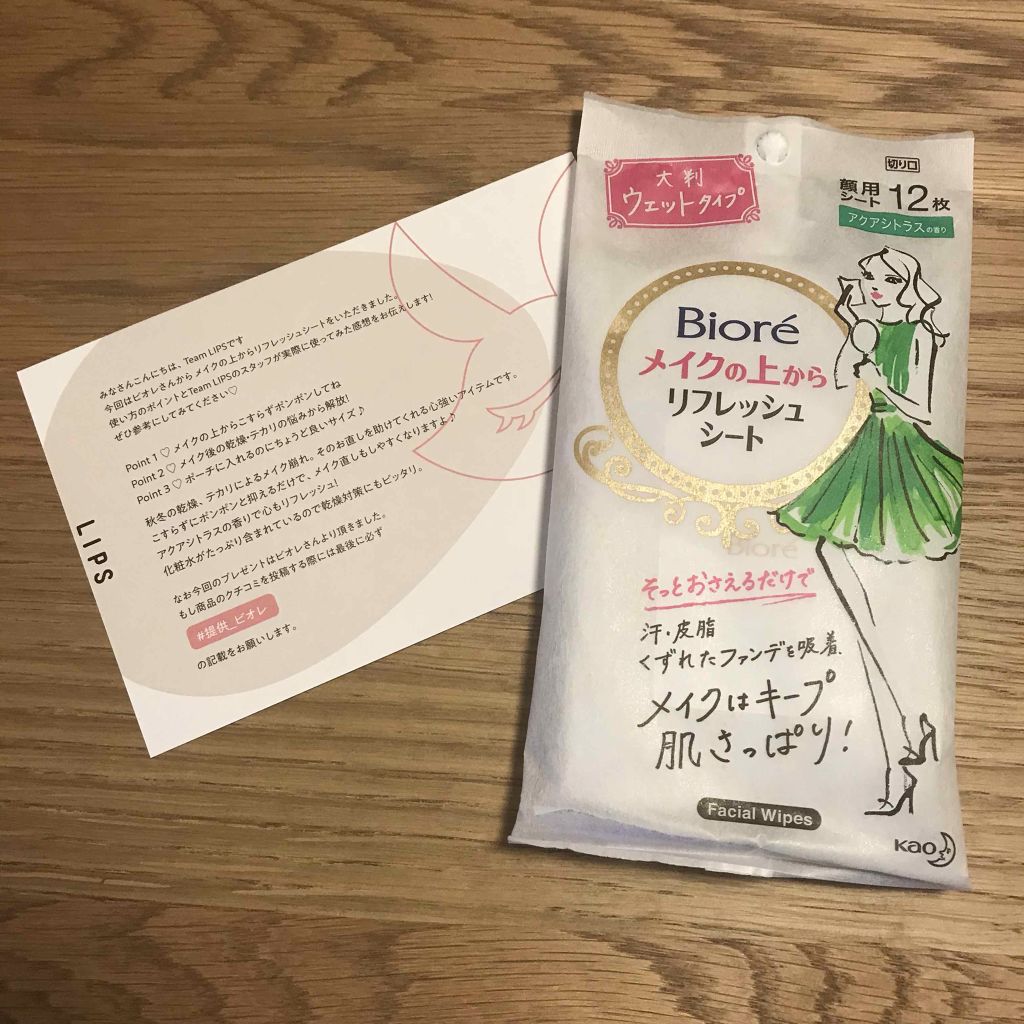 みなさんこんにちは、Team LIPSです
今回はビオレさんから メイクの上からリフレッシュシートをいただきました。
使い方のポイントとTeam LIPSのスタッフが実際に使ってみた感想をお伝えします!
ぜひ参考にしてみてください♡
Point 1 ♡ メイクの上からこすらずポンポンしてね
Point 2 ♡ メイク後の乾燥・テカリの悩みから解放!
Point 3 ♡ ポーチに入れるのにちょうど良いサイズ♪
秋冬の乾燥、テカリによるメイク崩れ。そのお直しを助けてくれる心強いアイテムです。
こすらずにポンポンと抑えるだけで、メイク直しもしやすくなりますよ♪
アクアシトラスの香りで心もリフレッシュ!
化粧水がたっぷり含まれているので乾燥対策にもピッタリ。
なお今回のプレゼントはビオレさんより頂きました。
もし商品のクチコミを投稿する際には最後に必ず
#提供_ビオレ
の記載をお願いします。
LIPS
大判
ウェットタイプ
切り口
顔用
シート 12枚
アクアシトラスの香り
Bioré
メイクの上から
リフレッシュ
シート
Bioré
そっとおさえるだけで
汗・皮脂
くずれたファンデを吸着
メイクはキープ
肌さっぱり!
Facial Wipes
Kao